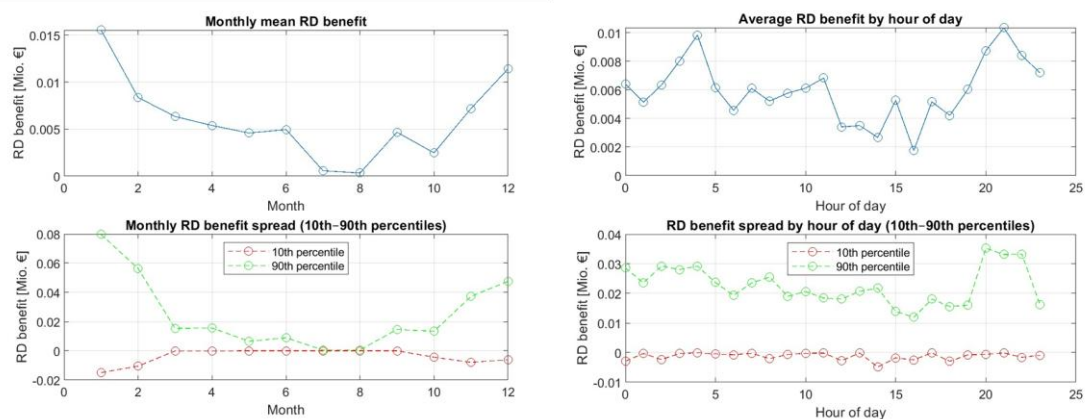 Monthly mean RD benefit
RD benefit [Mio. €]
0.015
0.01
0.005
0
0 2 4 6 8 10 12
Month
Average RD benefit by hour of day
RD benefit [Mio. €]
0.01
0.008
0.006
0.004
0.002
0
0 5 10 15 20 25
Hour of day
Monthly RD benefit spread (10th–90th percentiles)
RD benefit [Mio. €]
0.08
0.06
0.04
0.02
0
-0.02
10th percentile
90th percentile
0 2 4 6 8 10 12
Month
RD benefit spread by hour of day (10th–90th percentiles)
RD benefit [Mio. €]
0.04
0.03
0.02
0.01
0
-0.01
10th percentile
90th percentile
0 5 10 15 20 25
Hour of day